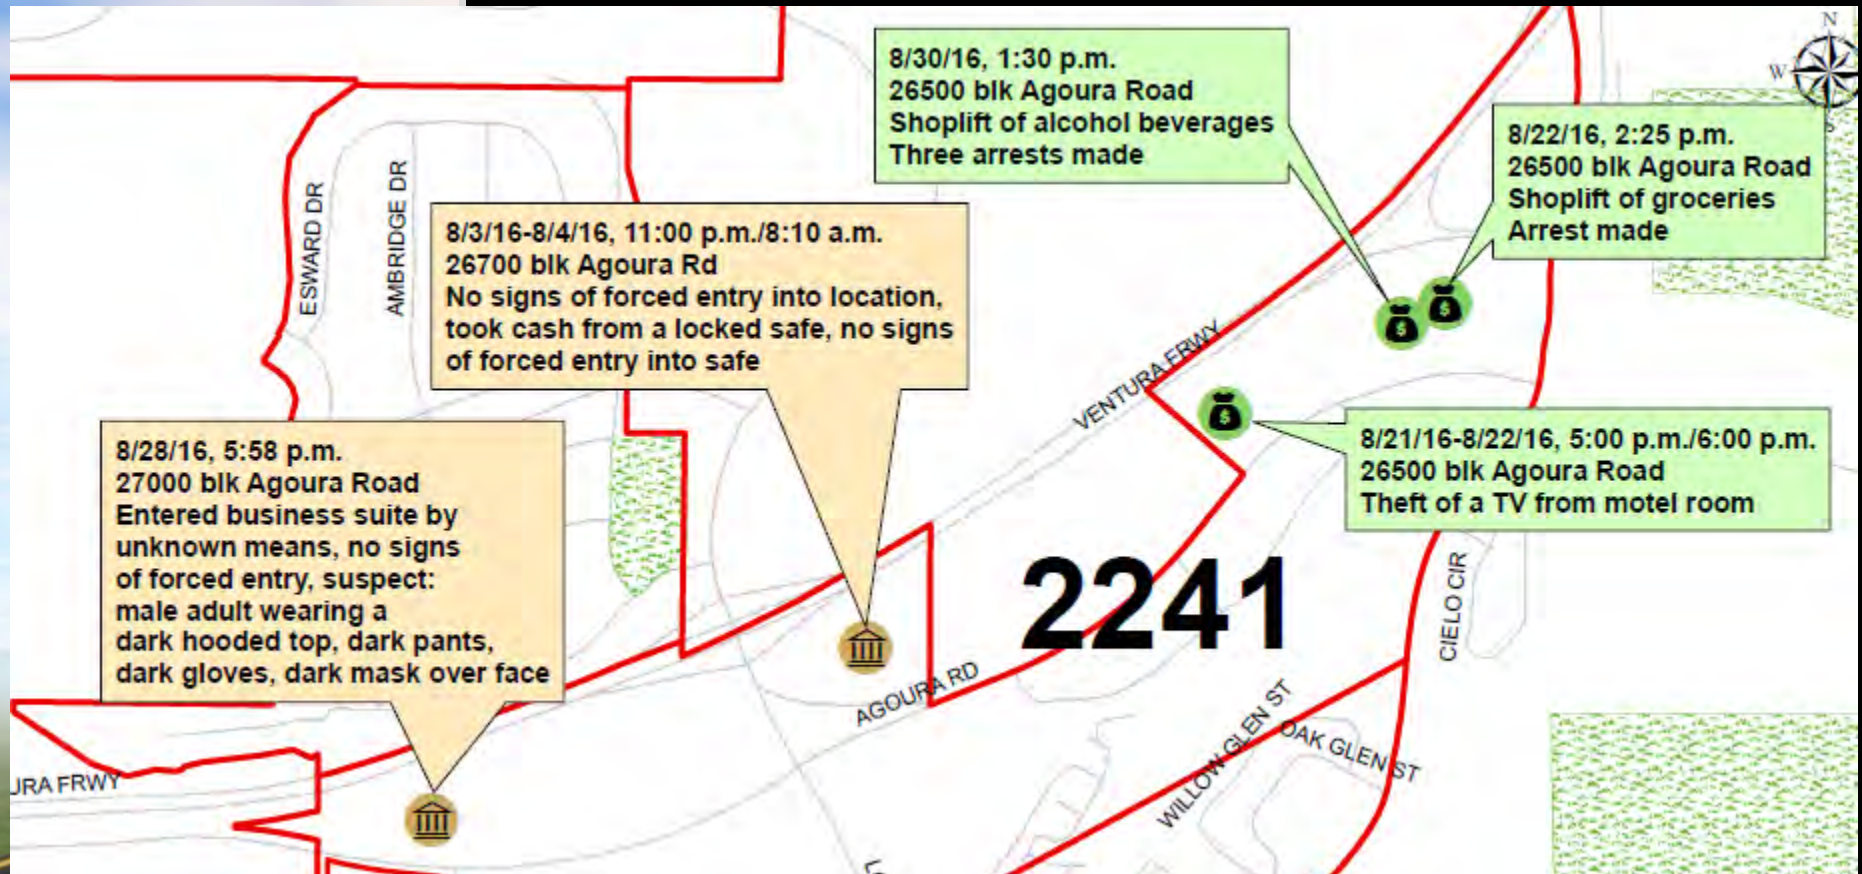 8/30/16, 1:30 p.m.
26500 blk Agoura Road
Shoplift of alcohol beverages
Three arrests made
N
W
S
8/22/16, 2:25 p.m.
26500 blk Agoura Road
Shoplift of groceries
Arrest made
ESWARD DR
AMBRIDGE DR
8/3/16-8/4/16, 11:00 p.m./8:10 a.m.
26700 blk Agoura Rd
No signs of forced entry into location,
took cash from a locked safe, no signs
of forced entry into safe
$
$
VENTURA FRWY
$
8/21/16-8/22/16, 5:00 p.m./6:00 p.m.
26500 blk Agoura Road
Theft of a TV from motel room
8/28/16, 5:58 p.m.
27000 blk Agoura Road
Entered business suite by
unknown means, no signs
of forced entry, suspect:
male adult wearing a
dark hooded top, dark pants,
dark gloves, dark mask over face
2241
CIELO CIR
AGOURA RD
WILLOW GLEN ST
OAK GLEN ST
URA FRWY